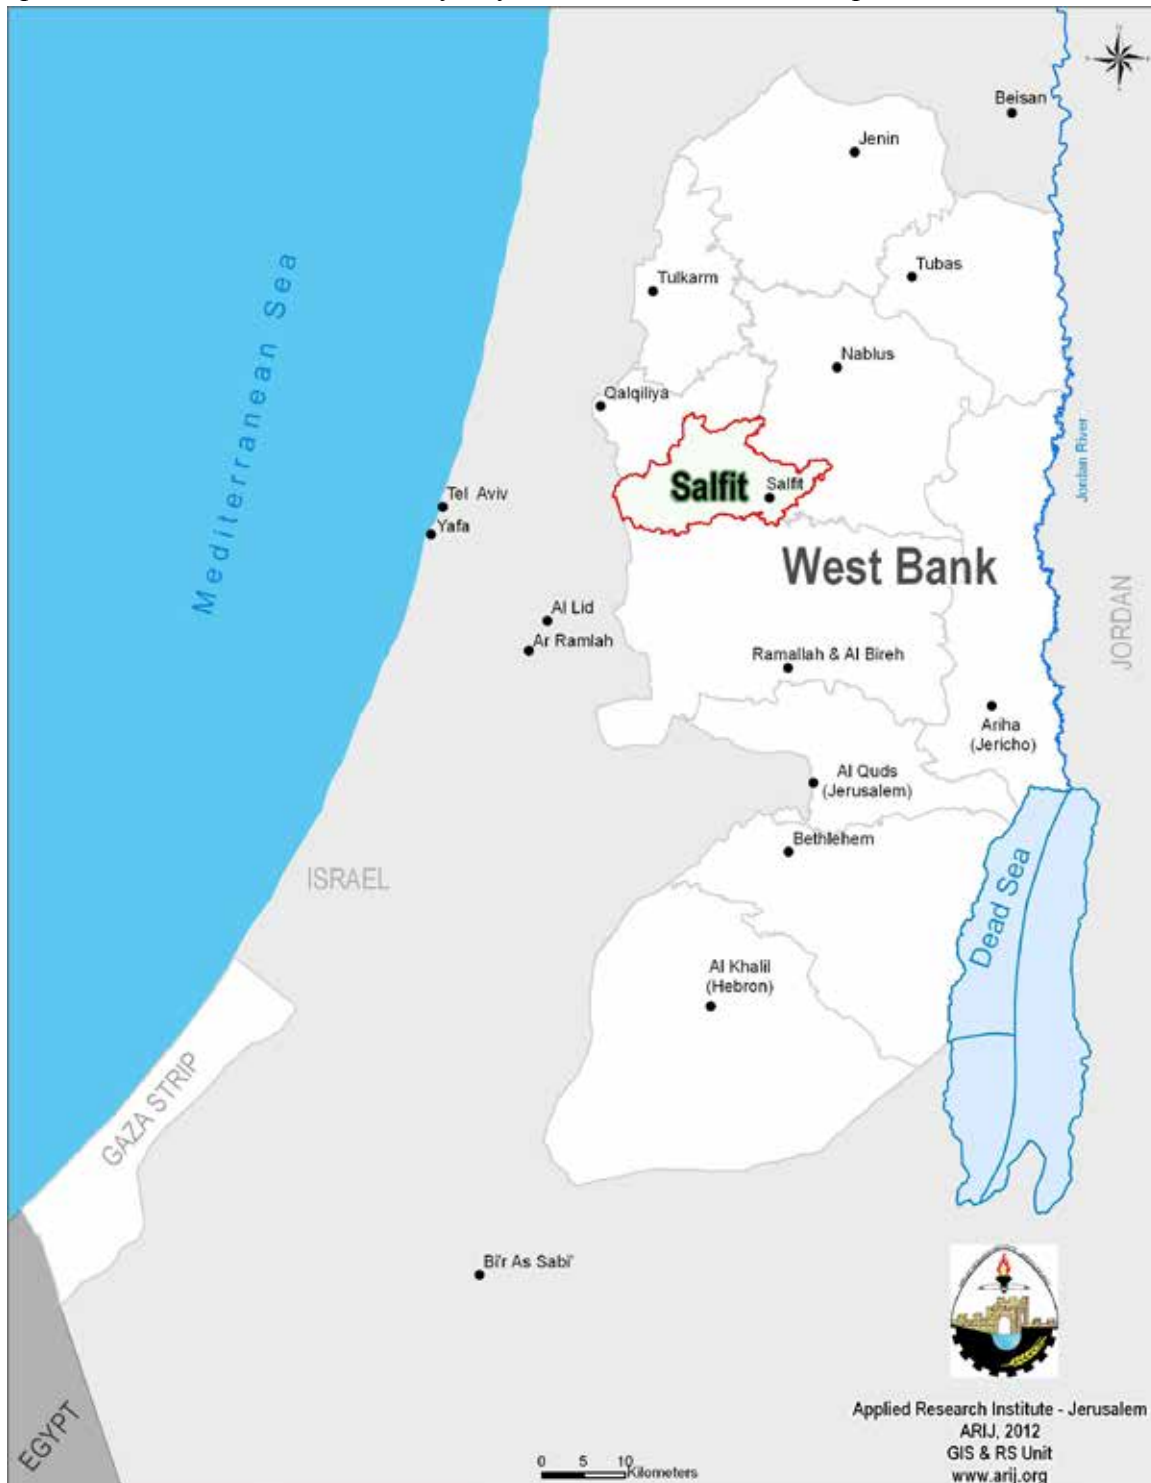 Beisan
Jenin
Tubas
Tulkarm
Nablus
Qalqiliya
Mediterranean Sea
Jordan River
Salfit
Salfit
Tel Aviv
Yafa
West Bank
JORDAN
Al Lid
Ar Ramlah
Ramallah & Al Bireh
Ariha
(Jericho)
Al Quds
(Jerusalem)
Bethlehem
ISRAEL
Dead Sea
Al Khalil
(Hebron)
GAZA STRIP
Bi'r As Sabi'
EGYPT
Applied Research Institute - Jerusalem
ARIJ, 2012
GIS & RS Unit
www.arij.org
0 5 10
Kilometers